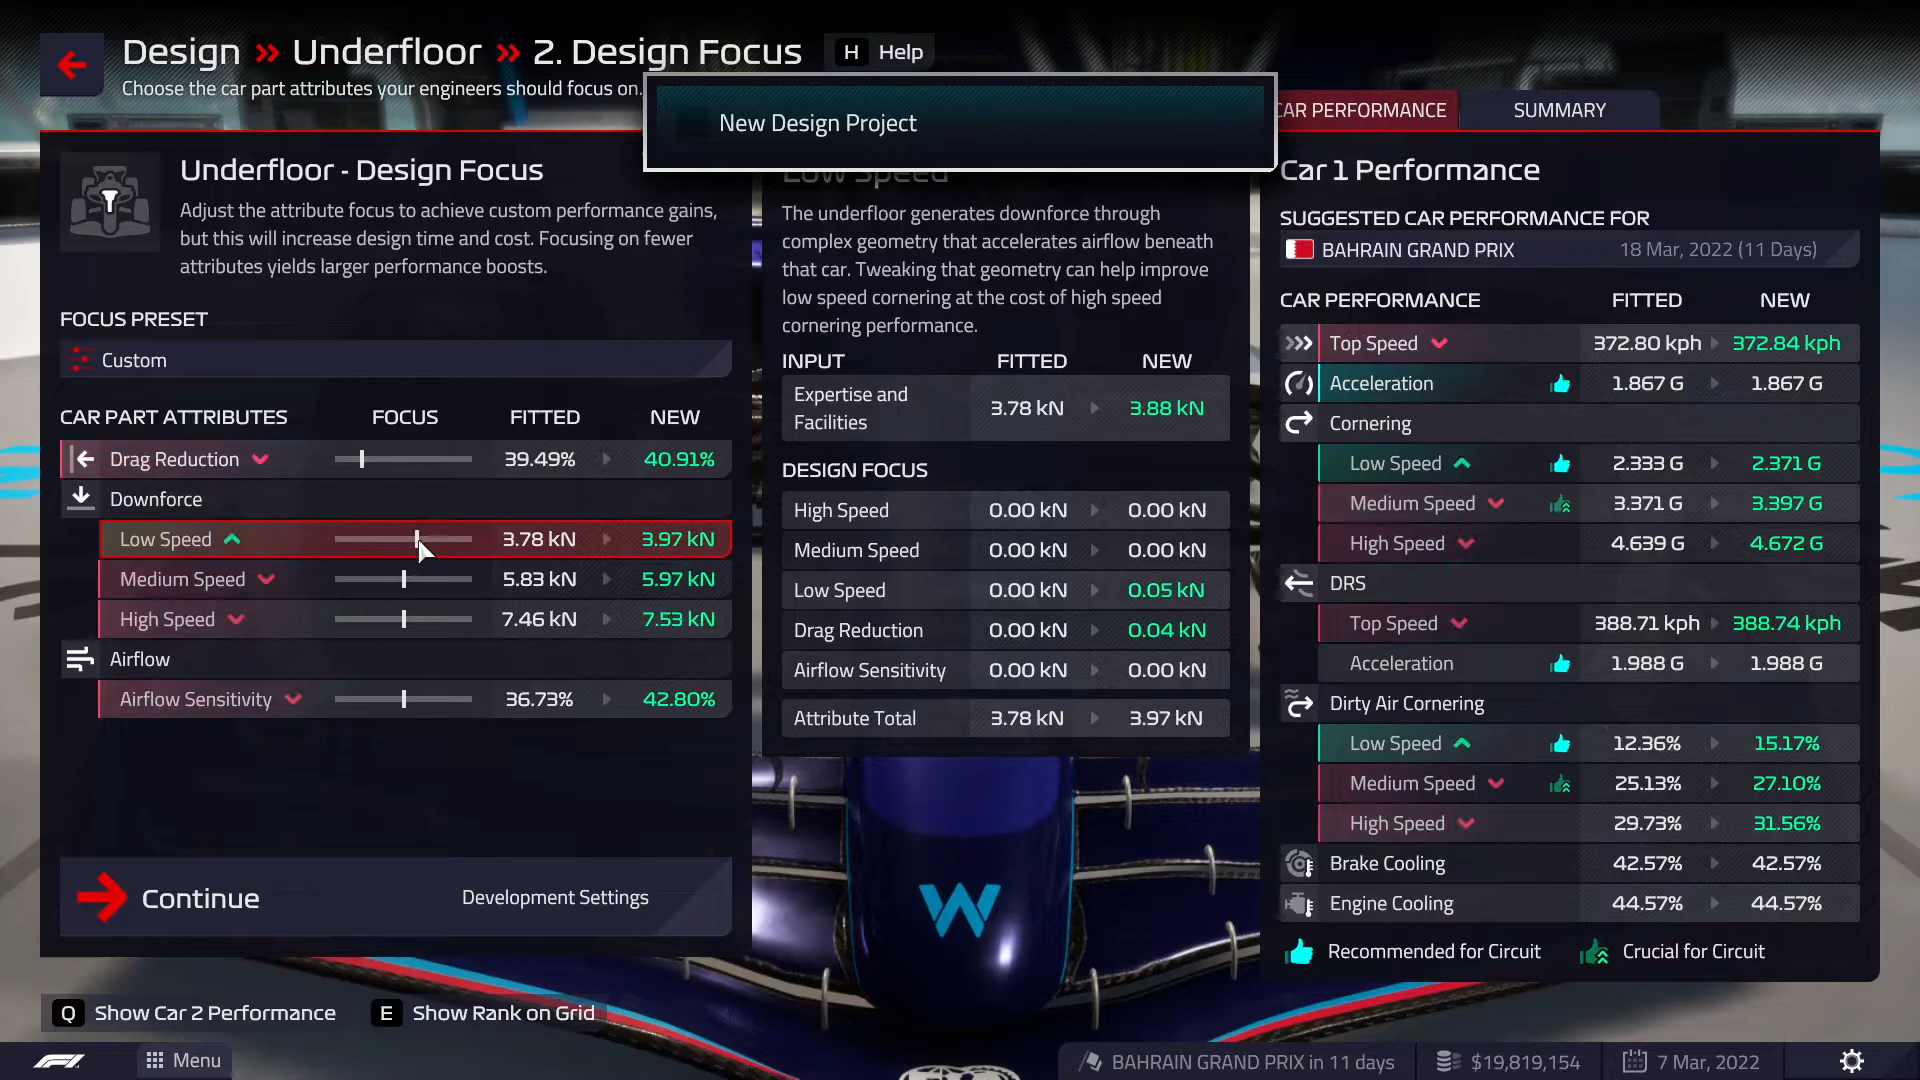 Design » Underfloor » 2. Design Focus
H Help
Choose the car part attributes your engineers should focus on.
New Design Project
CAR PERFORMANCE
SUMMARY
Underfloor - Design Focus
Adjust the attribute focus to achieve custom performance gains,
but this will increase design time and cost. Focusing on fewer
attributes yields larger performance boosts.
FOCUS PRESET
Custom
CAR PART ATTRIBUTES FOCUS FITTED NEW
Drag Reduction 39.49% 40.91%
Downforce
Low Speed 3.78 kN 3.97 kN
Medium Speed 5.83 kN 5.97 kN
High Speed 7.46 kN 7.53 kN
Airflow
Airflow Sensitivity 36.73% 42.80%
Continue Development Settings
Low Speed
The underfloor generates downforce through
complex geometry that accelerates airflow beneath
that car. Tweaking that geometry can help improve
low speed cornering at the cost of high speed
cornering performance.
INPUT FITTED NEW
Expertise and
Facilities 3.78 kN 3.88 kN
DESIGN FOCUS
High Speed 0.00 kN 0.00 kN
Medium Speed 0.00 kN 0.00 kN
Low Speed 0.00 kN 0.05 kN
Drag Reduction 0.00 kN 0.04 kN
Airflow Sensitivity 0.00 kN 0.00 kN
Attribute Total 3.78 kN 3.97 kN
W
Car 1 Performance
SUGGESTED CAR PERFORMANCE FOR
BAHRAIN GRAND PRIX 18 Mar, 2022 (11 Days)
CAR PERFORMANCE FITTED NEW
Top Speed 372.80 kph 372.84 kph
Acceleration 1.867 G 1.867 G
Cornering
Low Speed 2.333 G 2.371 G
Medium Speed 3.371 G 3.397 G
High Speed 4.639 G 4.672 G
DRS
Top Speed 388.71 kph 388.74 kph
Acceleration 1.988 G 1.988 G
Dirty Air Cornering
Low Speed 12.36% 15.17%
Medium Speed 25.13% 27.10%
High Speed 29.73% 31.56%
Brake Cooling 42.57% 42.57%
Engine Cooling 44.57% 44.57%
Recommended for Circuit Crucial for Circuit
Q Show Car 2 Performance E Show Rank on Grid
F1 Menu BAHRAIN GRAND PRIX in 11 days $19,819,154 7 Mar, 2022